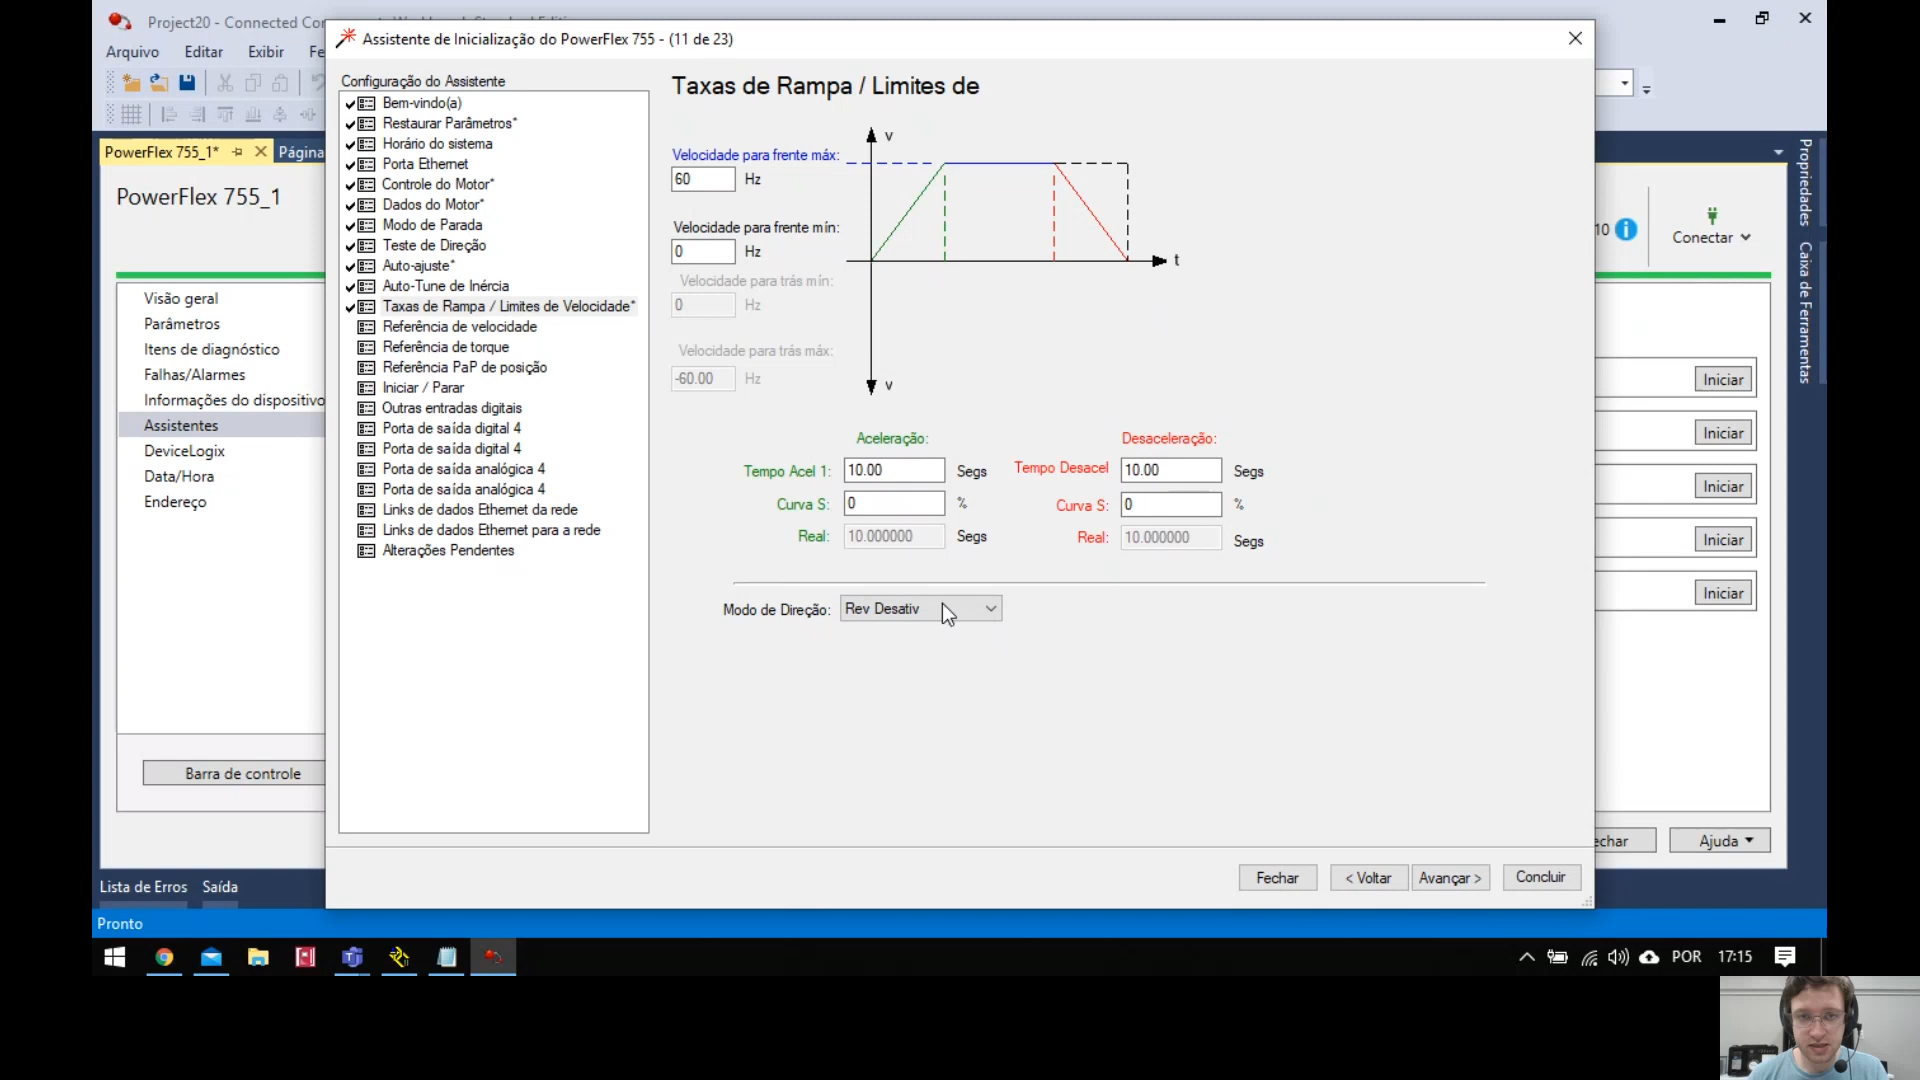 Project20 - Connected Co
Assistente de Inicialização do PowerFlex 755 - (11 de 23)
Arquivo Editar Exibir Fe
PowerFlex 755_1* Página
PowerFlex 755_1
Visão geral
Parâmetros
Itens de diagnóstico
Falhas/Alarmes
Informações do dispositivo
Assistentes
DeviceLogix
Data/Hora
Endereço
Barra de controle
Configuração do Assistente
Bem-vindo(a)
Restaurar Parâmetros*
Horário do sistema
Porta Ethernet
Controle do Motor*
Dados do Motor*
Modo de Parada
Teste de Direção
Auto-ajuste*
Auto-Tune de Inércia
Taxas de Rampa / Limites de Velocidade*
Referência de velocidade
Referência de torque
Referência PaP de posição
Iniciar / Parar
Outras entradas digitais
Porta de saída digital 4
Porta de saída digital 4
Porta de saída analógica 4
Porta de saída analógica 4
Links de dados Ethernet da rede
Links de dados Ethernet para a rede
Alterações Pendentes
Taxas de Rampa / Limites de
Velocidade para frente máx:
60 Hz
Velocidade para frente mín:
0 Hz
Velocidade para trás mín:
0 Hz
Velocidade para trás máx:
-60.00 Hz
v
t
v
Aceleração: Desaceleração:
Tempo Acel 1: 10.00 Segs Tempo Desacel 10.00 Segs
Curva S: 0 % Curva S: 0 %
Real: 10.000000 Segs Real: 10.000000 Segs
Modo de Direção: Rev Desativ
Fechar < Voltar Avançar > Concluir
Propriedades
Caixa de Ferramentas
10
Conectar
Iniciar
Iniciar
Iniciar
Iniciar
Iniciar
echar Ajuda
Lista de Erros Saída
Pronto
POR 17:15